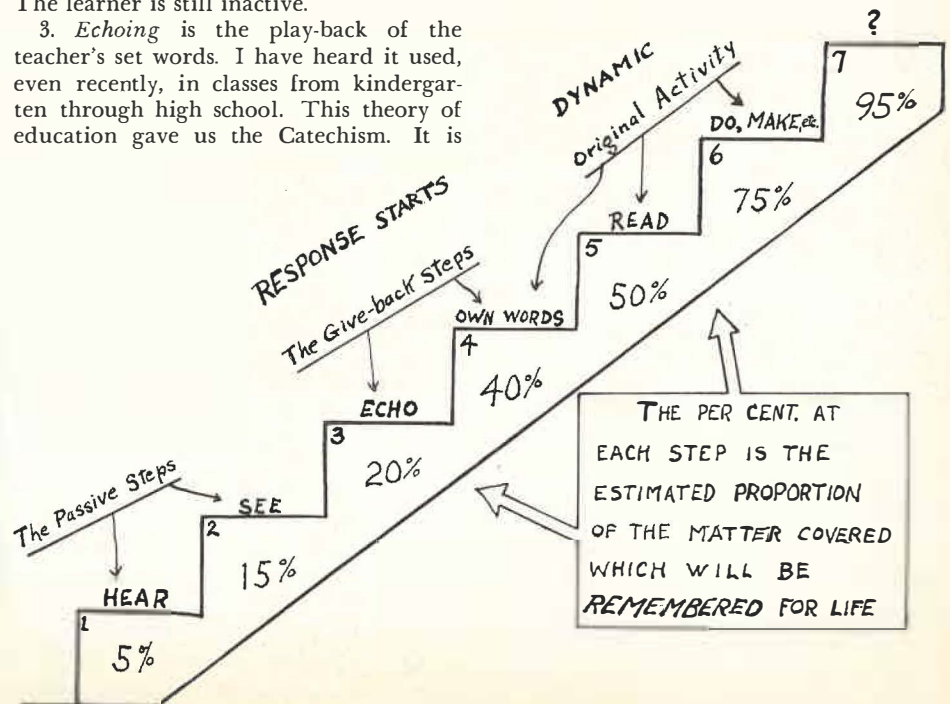 The learner is still inactive.
3. Echoing is the play-back of the
teacher's set words. I have heard it used,
even recently, in classes from kindergar-
ten through high school. This theory of
education gave us the Catechism. It is
?
7
95%
DYNAMIC
Original Activity
DO, MAKE, etc.
6
75%
READ
5
50%
RESPONSE STARTS
The Give-back Steps
OWN WORDS
4
40%
ECHO
3
20%
The Passive Steps
SEE
2
15%
HEAR
1
5%
THE PER CENT. AT
EACH STEP IS THE
ESTIMATED PROPORTION
OF THE MATTER COVERED
WHICH WILL BE
REMEMBERED FOR LIFE